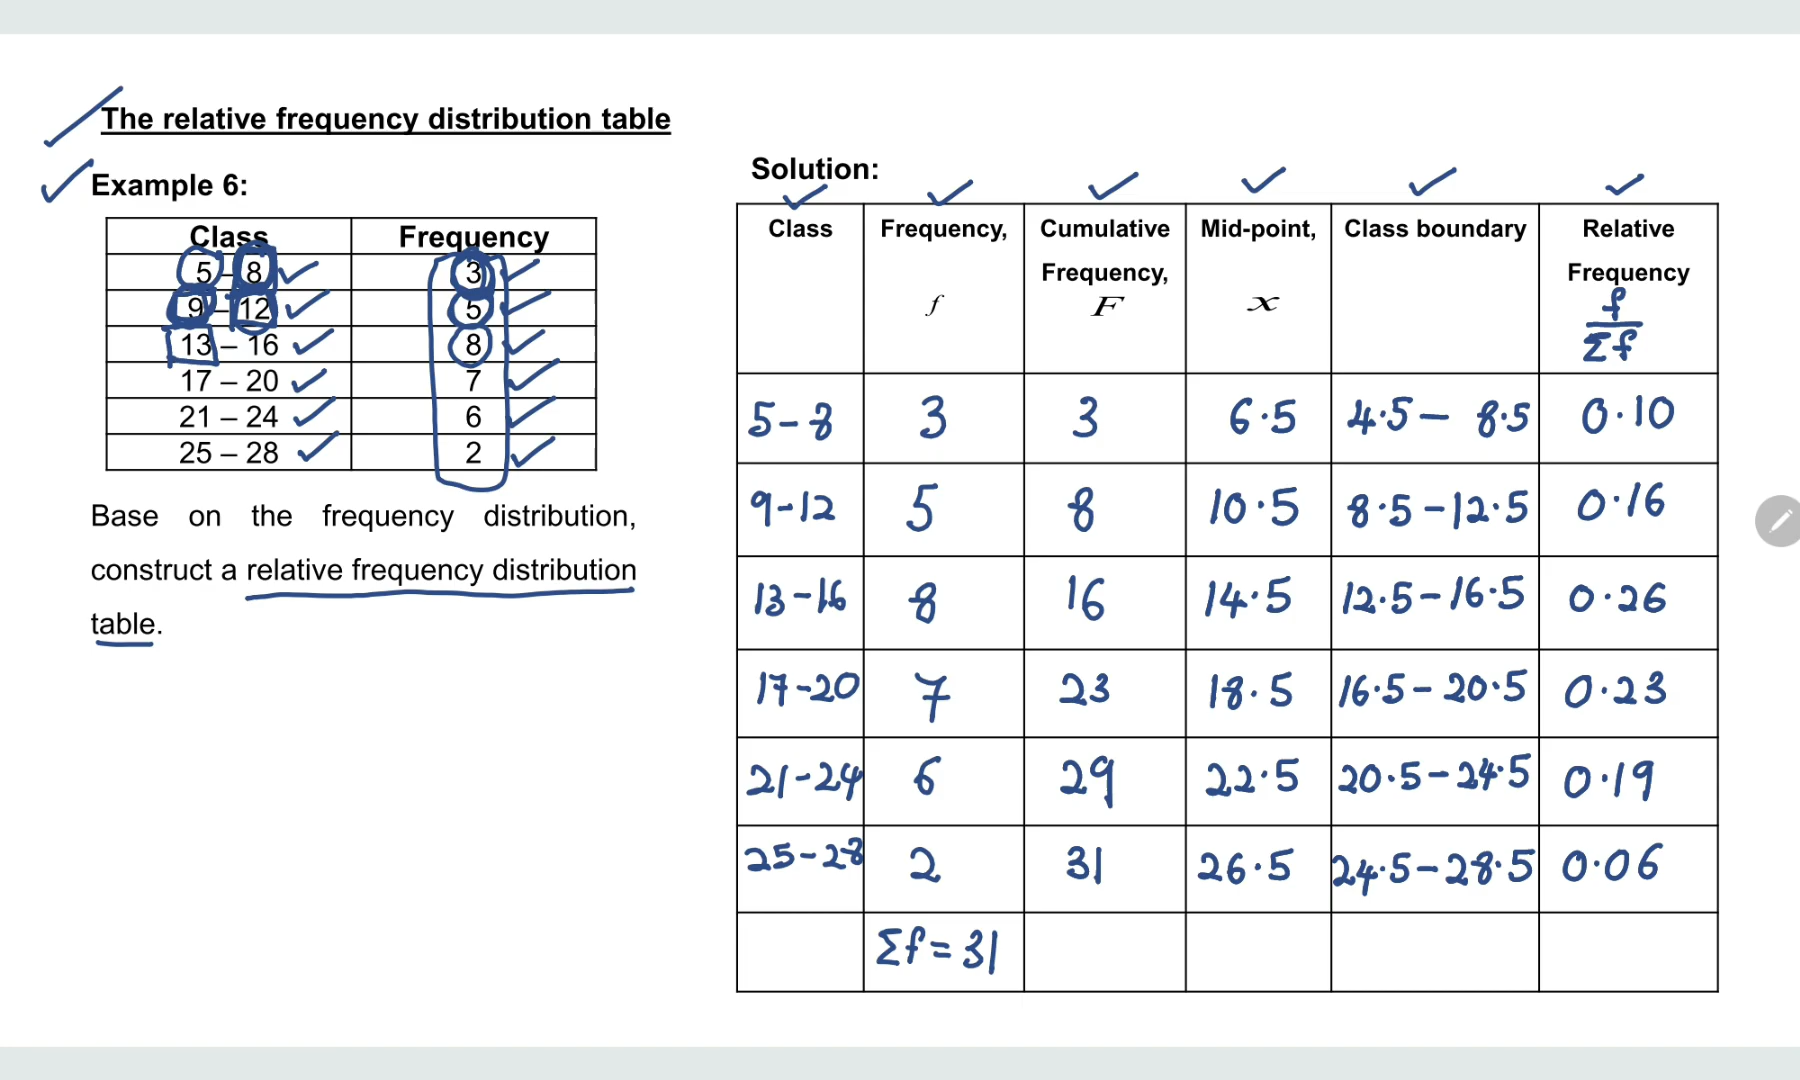 The relative frequency distribution table
Example 6:
Class Frequency
5 – 8 3
9 – 12 5
13 – 16 8
17 – 20 7
21 – 24 6
25 – 28 2
Base on the frequency distribution,
construct a relative frequency distribution
table.
Solution:
Class Frequency, f Cumulative Frequency, F Mid-point, x Class boundary Relative Frequency f/Σf
5-8 3 3 6.5 4.5 - 8.5 0.10
9-12 5 8 10.5 8.5-12.5 0.16
13-16 8 16 14.5 12.5-16.5 0.26
17-20 7 23 18.5 16.5-20.5 0.23
21-24 6 29 22.5 20.5-24.5 0.19
25-28 2 31 26.5 24.5-28.5 0.06
Σf = 31